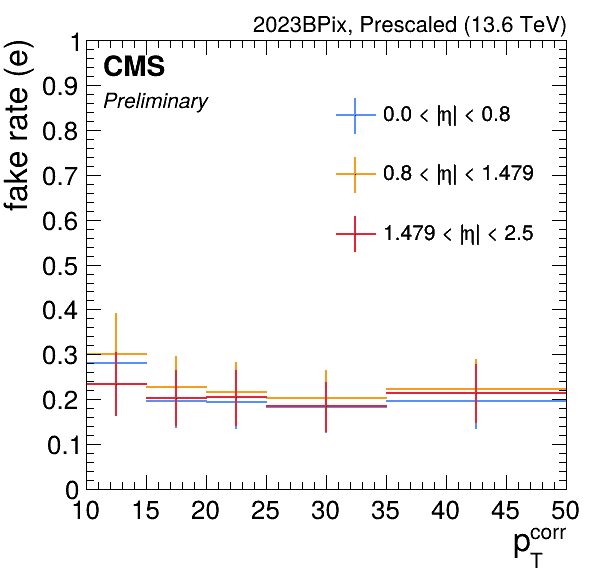 2023BPix, Prescaled (13.6 TeV)
fake rate (e)
CMS
Preliminary
0.0 < |η| < 0.8
0.8 < |η| < 1.479
1.479 < |η| < 2.5
1
0.9
0.8
0.7
0.6
0.5
0.4
0.3
0.2
0.1
0
10 15 20 25 30 35 40 45 50
p_T^corr